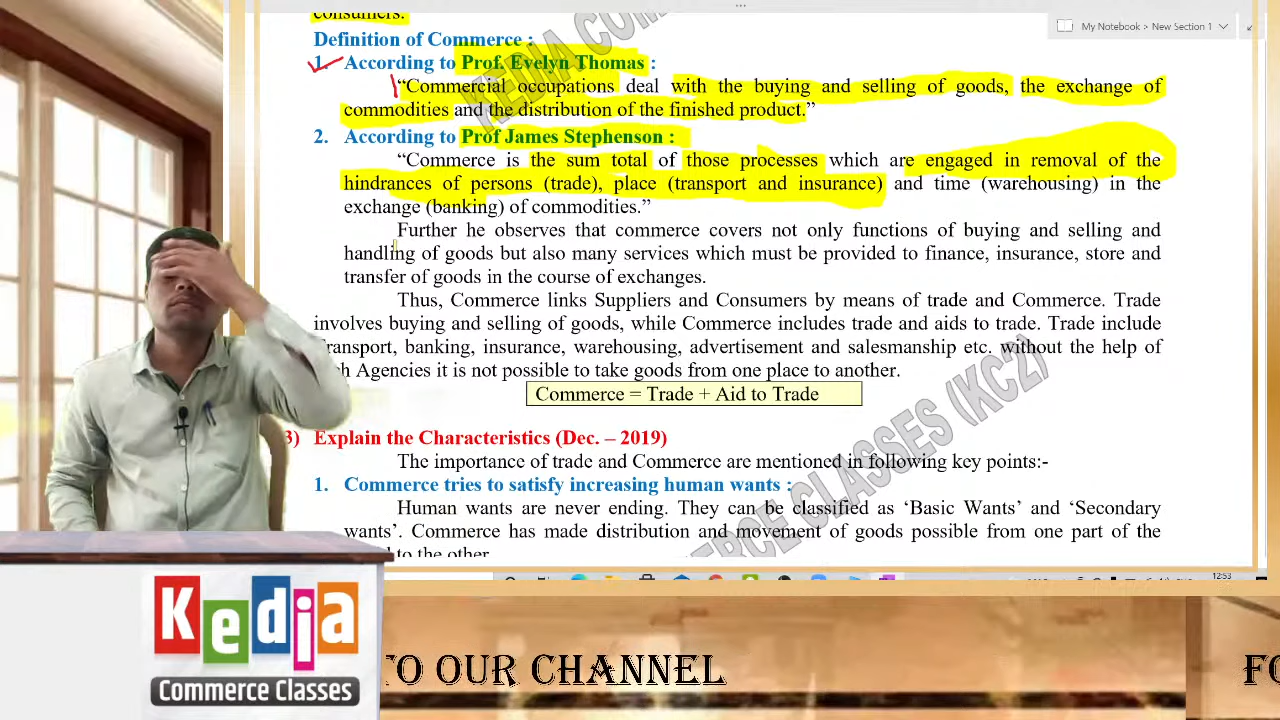 consumers.
My Notebook > New Section 1
Definition of Commerce :
1. According to Prof. Evelyn Thomas :
“Commercial occupations deal with the buying and selling of goods, the exchange of
commodities and the distribution of the finished product.”
2. According to Prof James Stephenson :
“Commerce is the sum total of those processes which are engaged in removal of the
hindrances of persons (trade), place (transport and insurance) and time (warehousing) in the
exchange (banking) of commodities.”
Further he observes that commerce covers not only functions of buying and selling and
handling of goods but also many services which must be provided to finance, insurance, store and
transfer of goods in the course of exchanges.
Thus, Commerce links Suppliers and Consumers by means of trade and Commerce. Trade
involves buying and selling of goods, while Commerce includes trade and aids to trade. Trade include
Transport, banking, insurance, warehousing, advertisement and salesmanship etc. without the help of
Agencies it is not possible to take goods from one place to another.
Commerce = Trade + Aid to Trade
3) Explain the Characteristics (Dec. – 2019)
The importance of trade and Commerce are mentioned in following key points:-
1. Commerce tries to satisfy increasing human wants :
Human wants are never ending. They can be classified as ‘Basic Wants’ and ‘Secondary
wants’. Commerce has made distribution and movement of goods possible from one part of the
to the other
12:53
Kedia
Commerce Classes
TO OUR CHANNEL
FO
KEDIA COM
MERCE CLASSES (KC2)